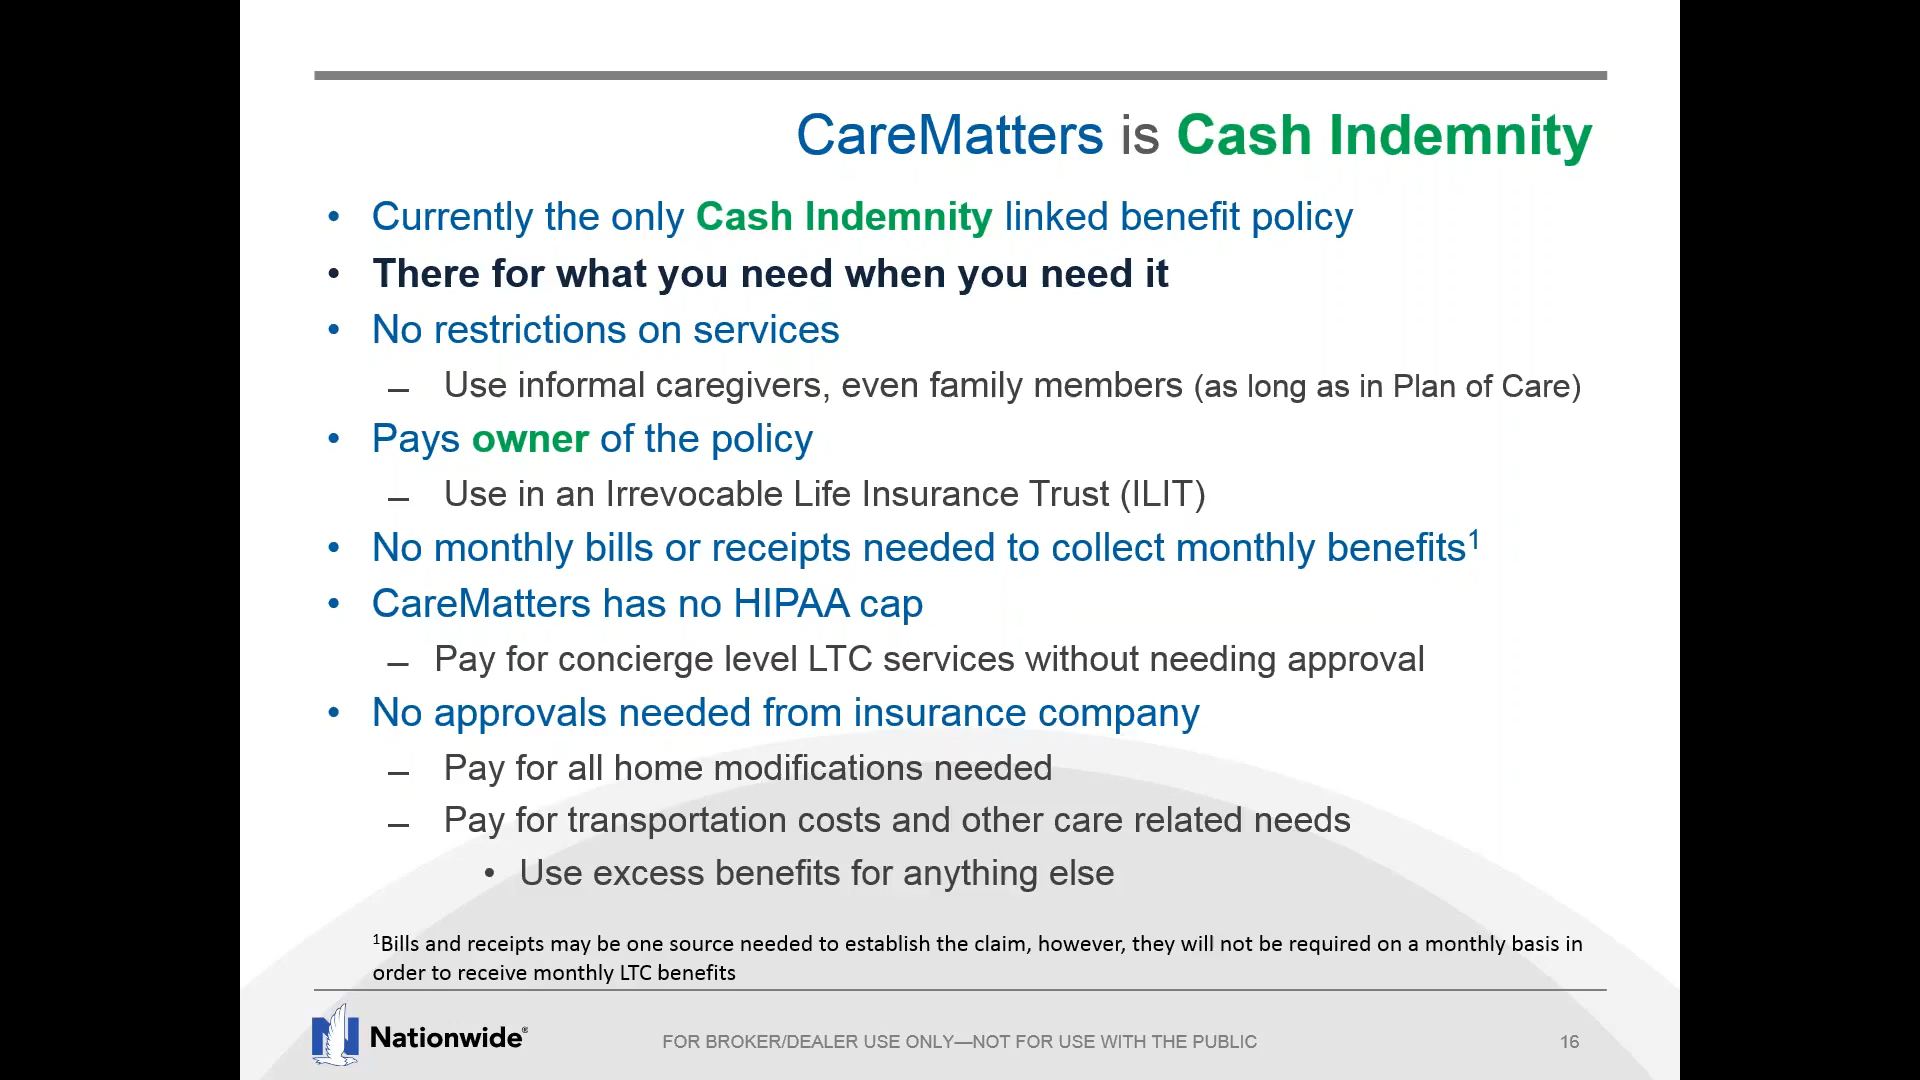 CareMatters is Cash Indemnity
• Currently the only Cash Indemnity linked benefit policy
• There for what you need when you need it
• No restrictions on services
– Use informal caregivers, even family members (as long as in Plan of Care)
• Pays owner of the policy
– Use in an Irrevocable Life Insurance Trust (ILIT)
• No monthly bills or receipts needed to collect monthly benefits¹
• CareMatters has no HIPAA cap
– Pay for concierge level LTC services without needing approval
• No approvals needed from insurance company
– Pay for all home modifications needed
– Pay for transportation costs and other care related needs
• Use excess benefits for anything else
¹Bills and receipts may be one source needed to establish the claim, however, they will not be required on a monthly basis in
order to receive monthly LTC benefits
N Nationwide®
FOR BROKER/DEALER USE ONLY—NOT FOR USE WITH THE PUBLIC
16